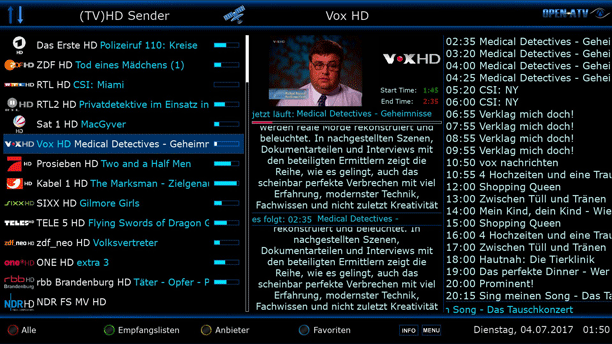 (TV)HD Sender
Vox HD
OPEN-ATV
Das Erste HD Polizeiruf 110: Kreise
ZDF HD Tod eines Mädchens (1)
RTL HD CSI: Miami
RTL2 HD Privatdetektive im Einsatz in
Sat 1 HD MacGyver
Vox HD Medical Detectives - Geheimn
Prosieben HD Two and a Half Men
Kabel 1 HD The Marksman - Zielgenau
SIXX HD Gilmore Girls
TELE 5 HD Flying Swords of Dragon G
zdf_neo HD Volksvertreter
ONE HD extra 3
rbb Brandenburg HD Täter - Opfer - P
NDR FS MV HD
VOXHD
Start Time: 1:45
End Time: 2:35
jetzt läuft: Medical Detectives - Geheimnisse
werden reale Morde rekonstruiert und
beleuchtet. In nachgestellten Szenen,
Dokumentarteilen und Interviews mit
den beteiligten Ermittlern zeigt die
Reihe, wie es gelingt, auch das
scheinbar perfekte Verbrechen mit viel
Erfahrung, modernster Technik,
Fachwissen und nicht zuletzt Kreativität
es folgt: 02:35 Medical Detectives -
rekonstruiert und beleuchtet. In
nachgestellten Szenen,
Dokumentarteilen und Interviews mit
den beteiligten Ermittlern zeigt die
Reihe, wie es gelingt, auch das
scheinbar perfekte Verbrechen mit viel
Erfahrung, modernster Technik,
Fachwissen und nicht zuletzt Kreativität
02:35 Medical Detectives - Gehei
03:20 Medical Detectives - Gehei
04:00 Medical Detectives - Gehei
04:25 Medical Detectives - Gehei
05:20 CSI: NY
06:00 CSI: NY
06:55 Verklag mich doch!
07:55 Verklag mich doch!
08:55 Verklag mich doch!
09:55 Verklag mich doch!
10:50 vox nachrichten
10:55 4 Hochzeiten und eine Trau
12:00 Shopping Queen
13:00 Zwischen Tüll und Tränen
14:00 Mein Kind, dein Kind - Wie
15:00 Shopping Queen
16:00 4 Hochzeiten und eine Trau
17:00 Zwischen Tüll und Tränen
18:00 Hautnah: Die Tierklinik
19:00 Das perfekte Dinner - Wer
20:00 Prominent!
20:15 Sing meinen Song - Das Ta
n Song - Das Tauschkonzert
Alle
Empfangslisten
Anbieter
Favoriten
INFO
MENU
Dienstag, 04.07.2017 01:50